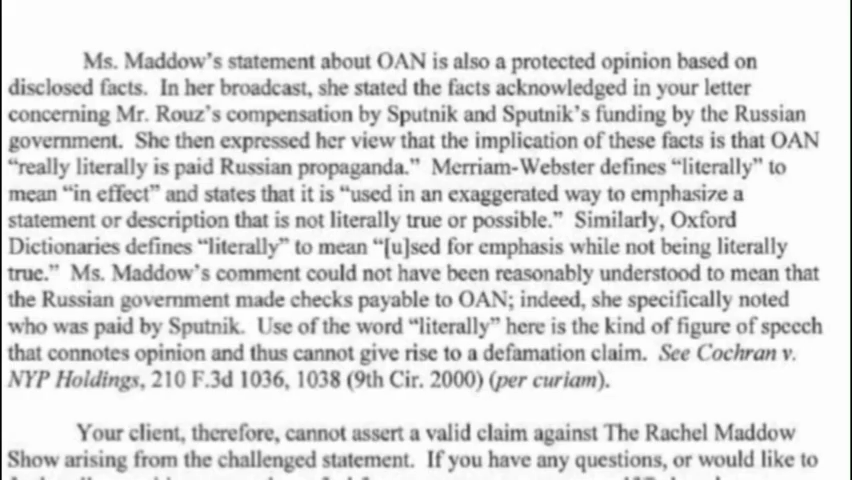 Ms. Maddow's statement about OAN is also a protected opinion based on
disclosed facts. In her broadcast, she stated the facts acknowledged in your letter
concerning Mr. Rouz's compensation by Sputnik and Sputnik's funding by the Russian
government. She then expressed her view that the implication of these facts is that OAN
"really literally is paid Russian propaganda." Merriam-Webster defines "literally" to
mean "in effect" and states that it is "used in an exaggerated way to emphasize a
statement or description that is not literally true or possible." Similarly, Oxford
Dictionaries defines "literally" to mean "[u]sed for emphasis while not being literally
true." Ms. Maddow's comment could not have been reasonably understood to mean that
the Russian government made checks payable to OAN; indeed, she specifically noted
who was paid by Sputnik. Use of the word "literally" here is the kind of figure of speech
that connotes opinion and thus cannot give rise to a defamation claim. See Cochran v.
NYP Holdings, 210 F.3d 1036, 1038 (9th Cir. 2000) (per curiam).
Your client, therefore, cannot assert a valid claim against The Rachel Maddow
Show arising from the challenged statement. If you have any questions, or would like to